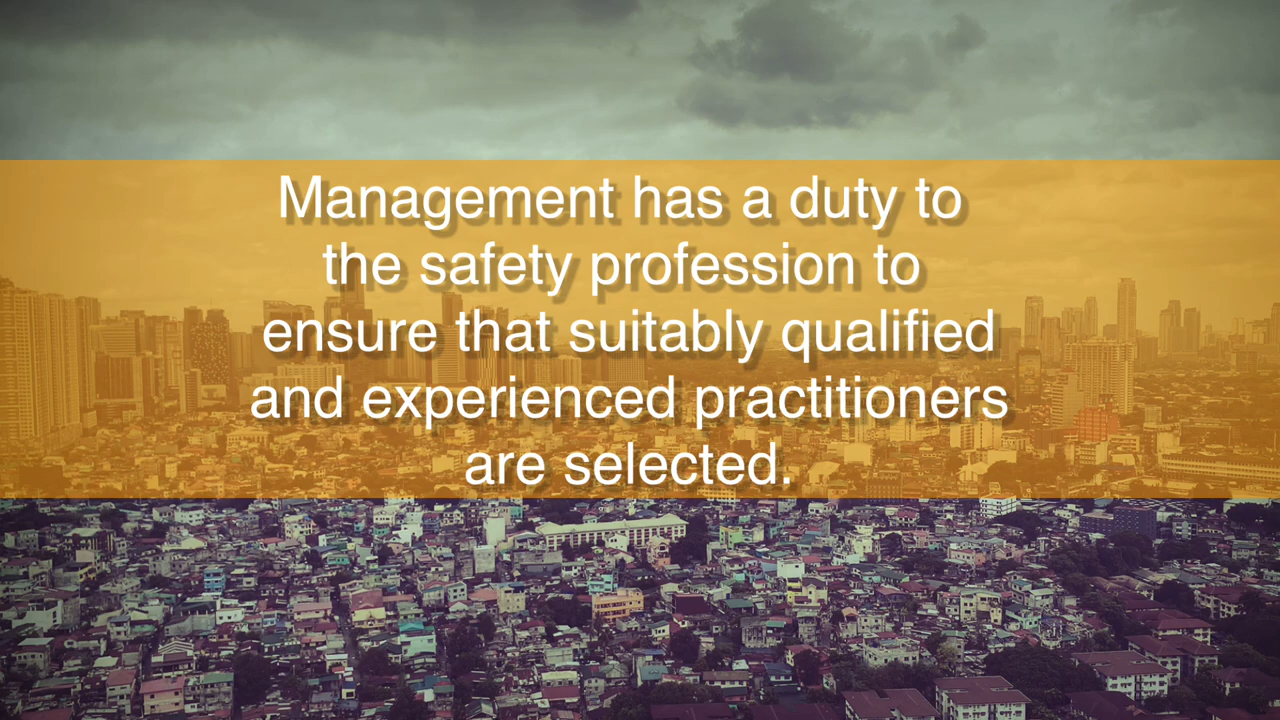 Management has a duty to
the safety profession to
ensure that suitably qualified
and experienced practitioners
are selected.